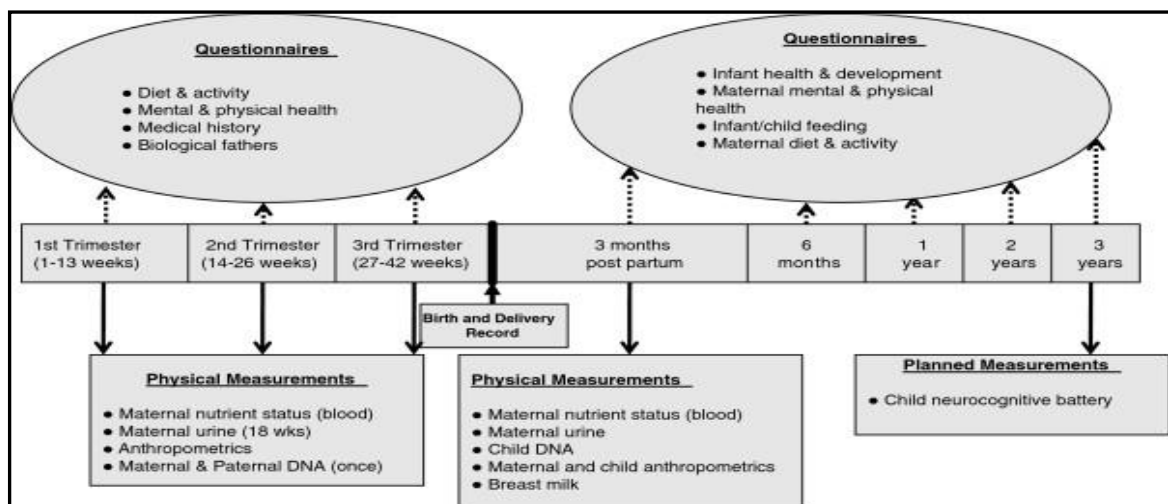 Questionnaires
● Diet & activity
● Mental & physical health
● Medical history
● Biological fathers
Questionnaires
● Infant health & development
● Maternal mental & physical
health
● Infant/child feeding
● Maternal diet & activity
1st Trimester
(1-13 weeks)
2nd Trimester
(14-26 weeks)
3rd Trimester
(27-42 weeks)
3 months
post partum
6
months
1
year
2
years
3
years
Birth and Delivery
Record
Physical Measurements
● Maternal nutrient status (blood)
● Maternal urine (18 wks)
● Anthropometrics
● Maternal & Paternal DNA (once)
Physical Measurements
● Maternal nutrient status (blood)
● Maternal urine
● Child DNA
● Maternal and child anthropometrics
● Breast milk
Planned Measurements
● Child neurocognitive battery